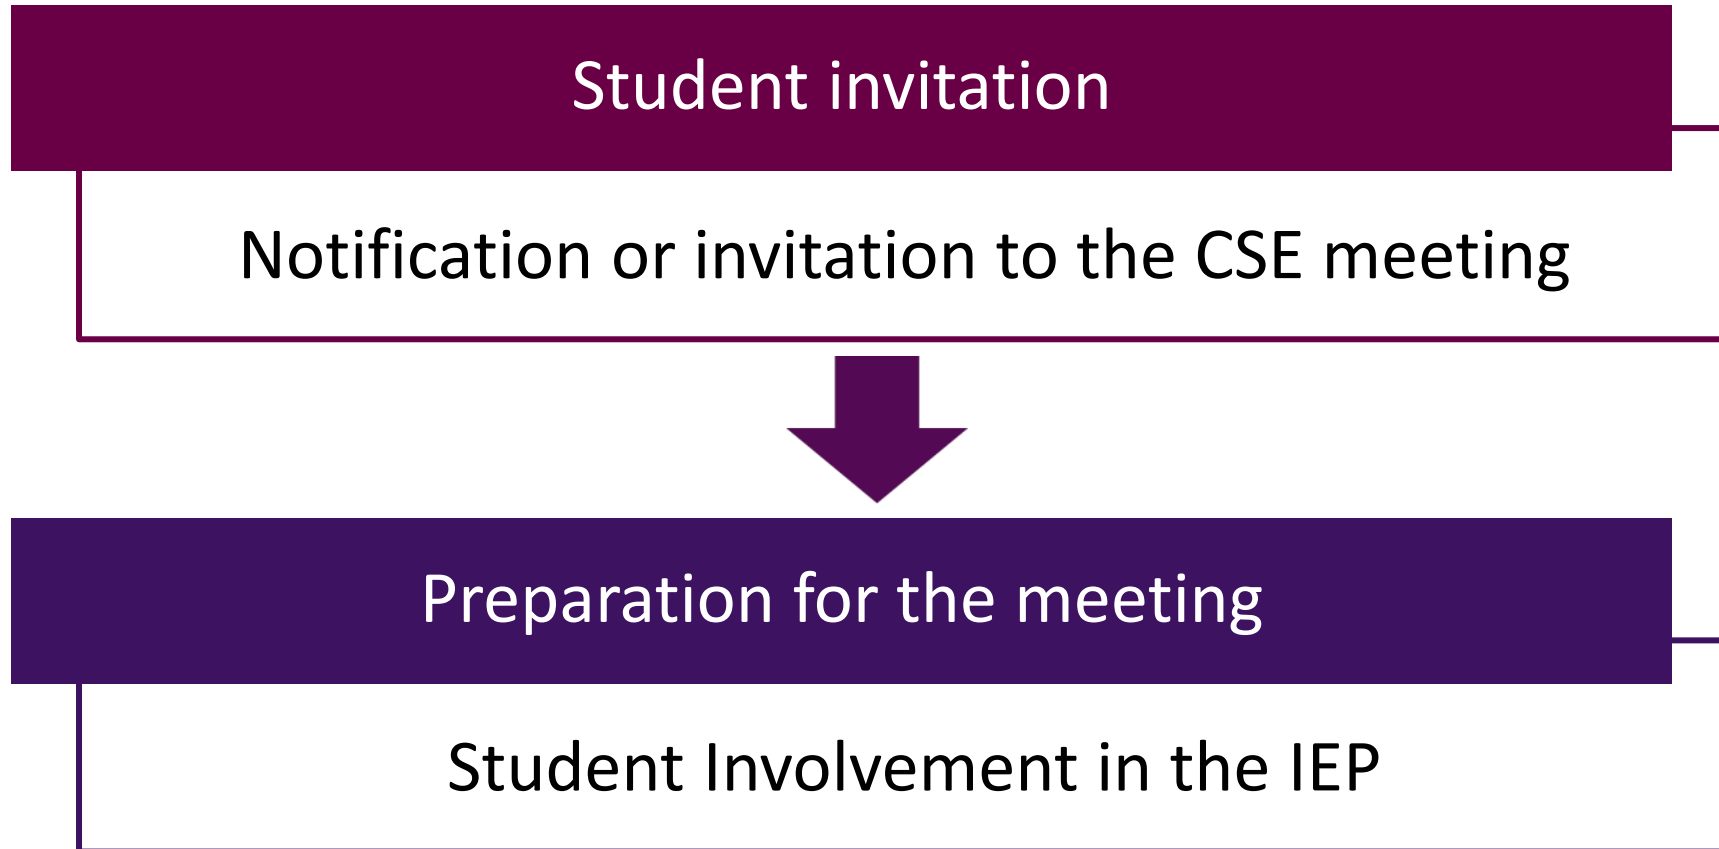 Student invitation
Notification or invitation to the CSE meeting
Preparation for the meeting
Student Involvement in the IEP